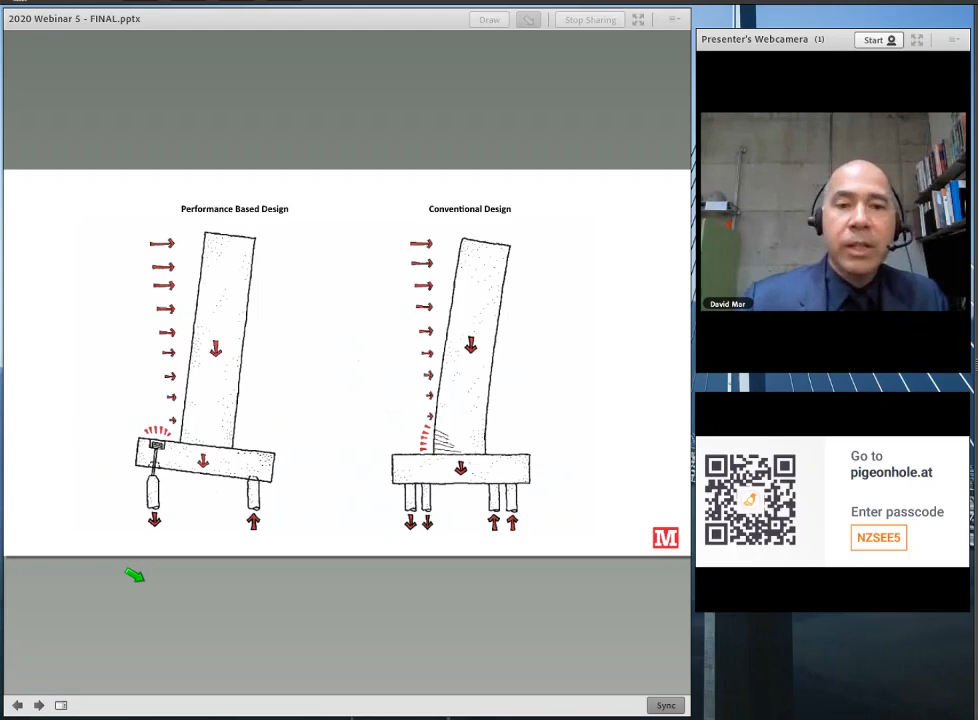 2020 Webinar 5 - FINAL.pptx
Draw
Stop Sharing
Performance Based Design
Conventional Design
M
Sync
Presenter's Webcamera (1)
Start
David Mar
Go to
pigeonhole.at
Enter passcode
NZSEE5